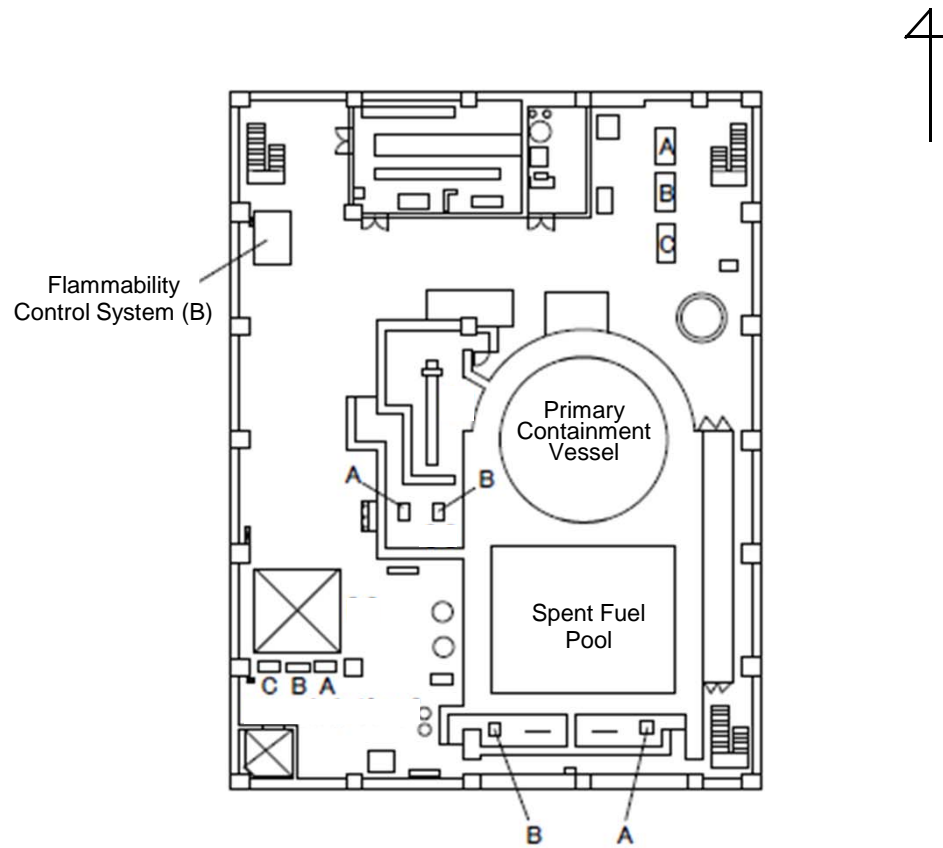 A
B
C
Flammability
Control System (B)
Primary
Containment
Vessel
A
B
Spent Fuel
Pool
C B A
B
A